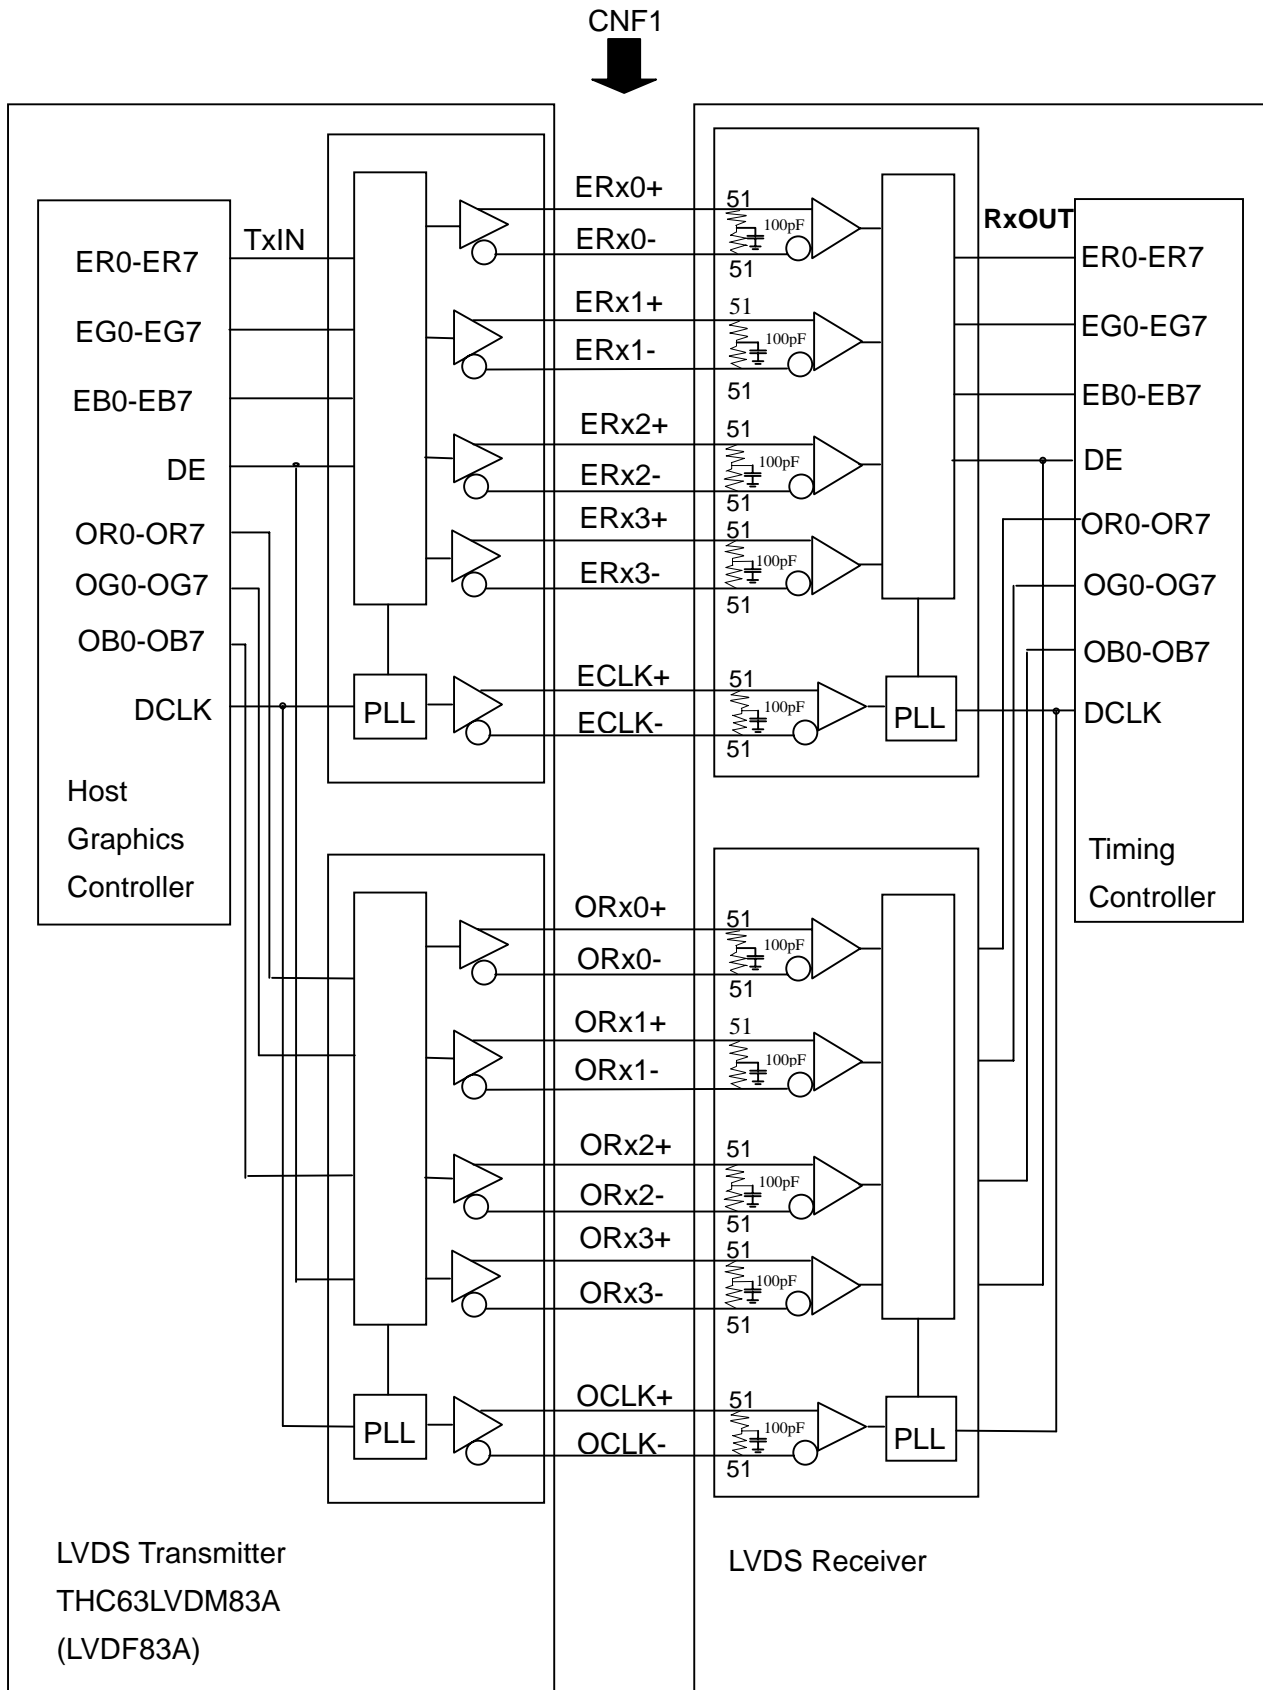 CNF1
TxIN
ER0-ER7
EG0-EG7
EB0-EB7
DE
OR0-OR7
OG0-OG7
OB0-OB7
DCLK
Host
Graphics
Controller
PLL
ERx0+
ERx0-
ERx1+
ERx1-
ERx2+
ERx2-
ERx3+
ERx3-
ECLK+
ECLK-
51
100pF
51
51
100pF
51
51
100pF
51
51
100pF
51
51
100pF
51
PLL
RxOUT
ER0-ER7
EG0-EG7
EB0-EB7
DE
OR0-OR7
OG0-OG7
OB0-OB7
DCLK
Timing
Controller
PLL
ORx0+
ORx0-
ORx1+
ORx1-
ORx2+
ORx2-
ORx3+
ORx3-
OCLK+
OCLK-
51
100pF
51
51
100pF
51
100pF
51
51
100pF
51
51
100pF
51
PLL
LVDS Transmitter
THC63LVDM83A
(LVDF83A)
LVDS Receiver